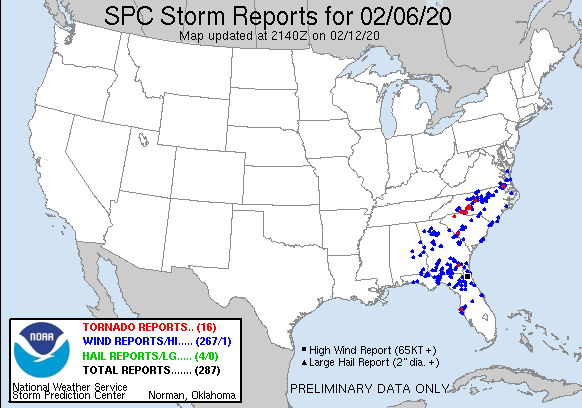 SPC Storm Reports for 02/06/20
Map updated at 2140Z on 02/12/20
NOAA
TORNADO REPORTS.. (16)
WIND REPORTS/HI..... (267/1)
HAIL REPORTS/LG..... (4/0)
TOTAL REPORTS....... (287)
National Weather Service
Storm Prediction Center Norman, Oklahoma
High Wind Report (65KT +)
Large Hail Report (2" dia. +)
PRELIMINARY DATA ONLY